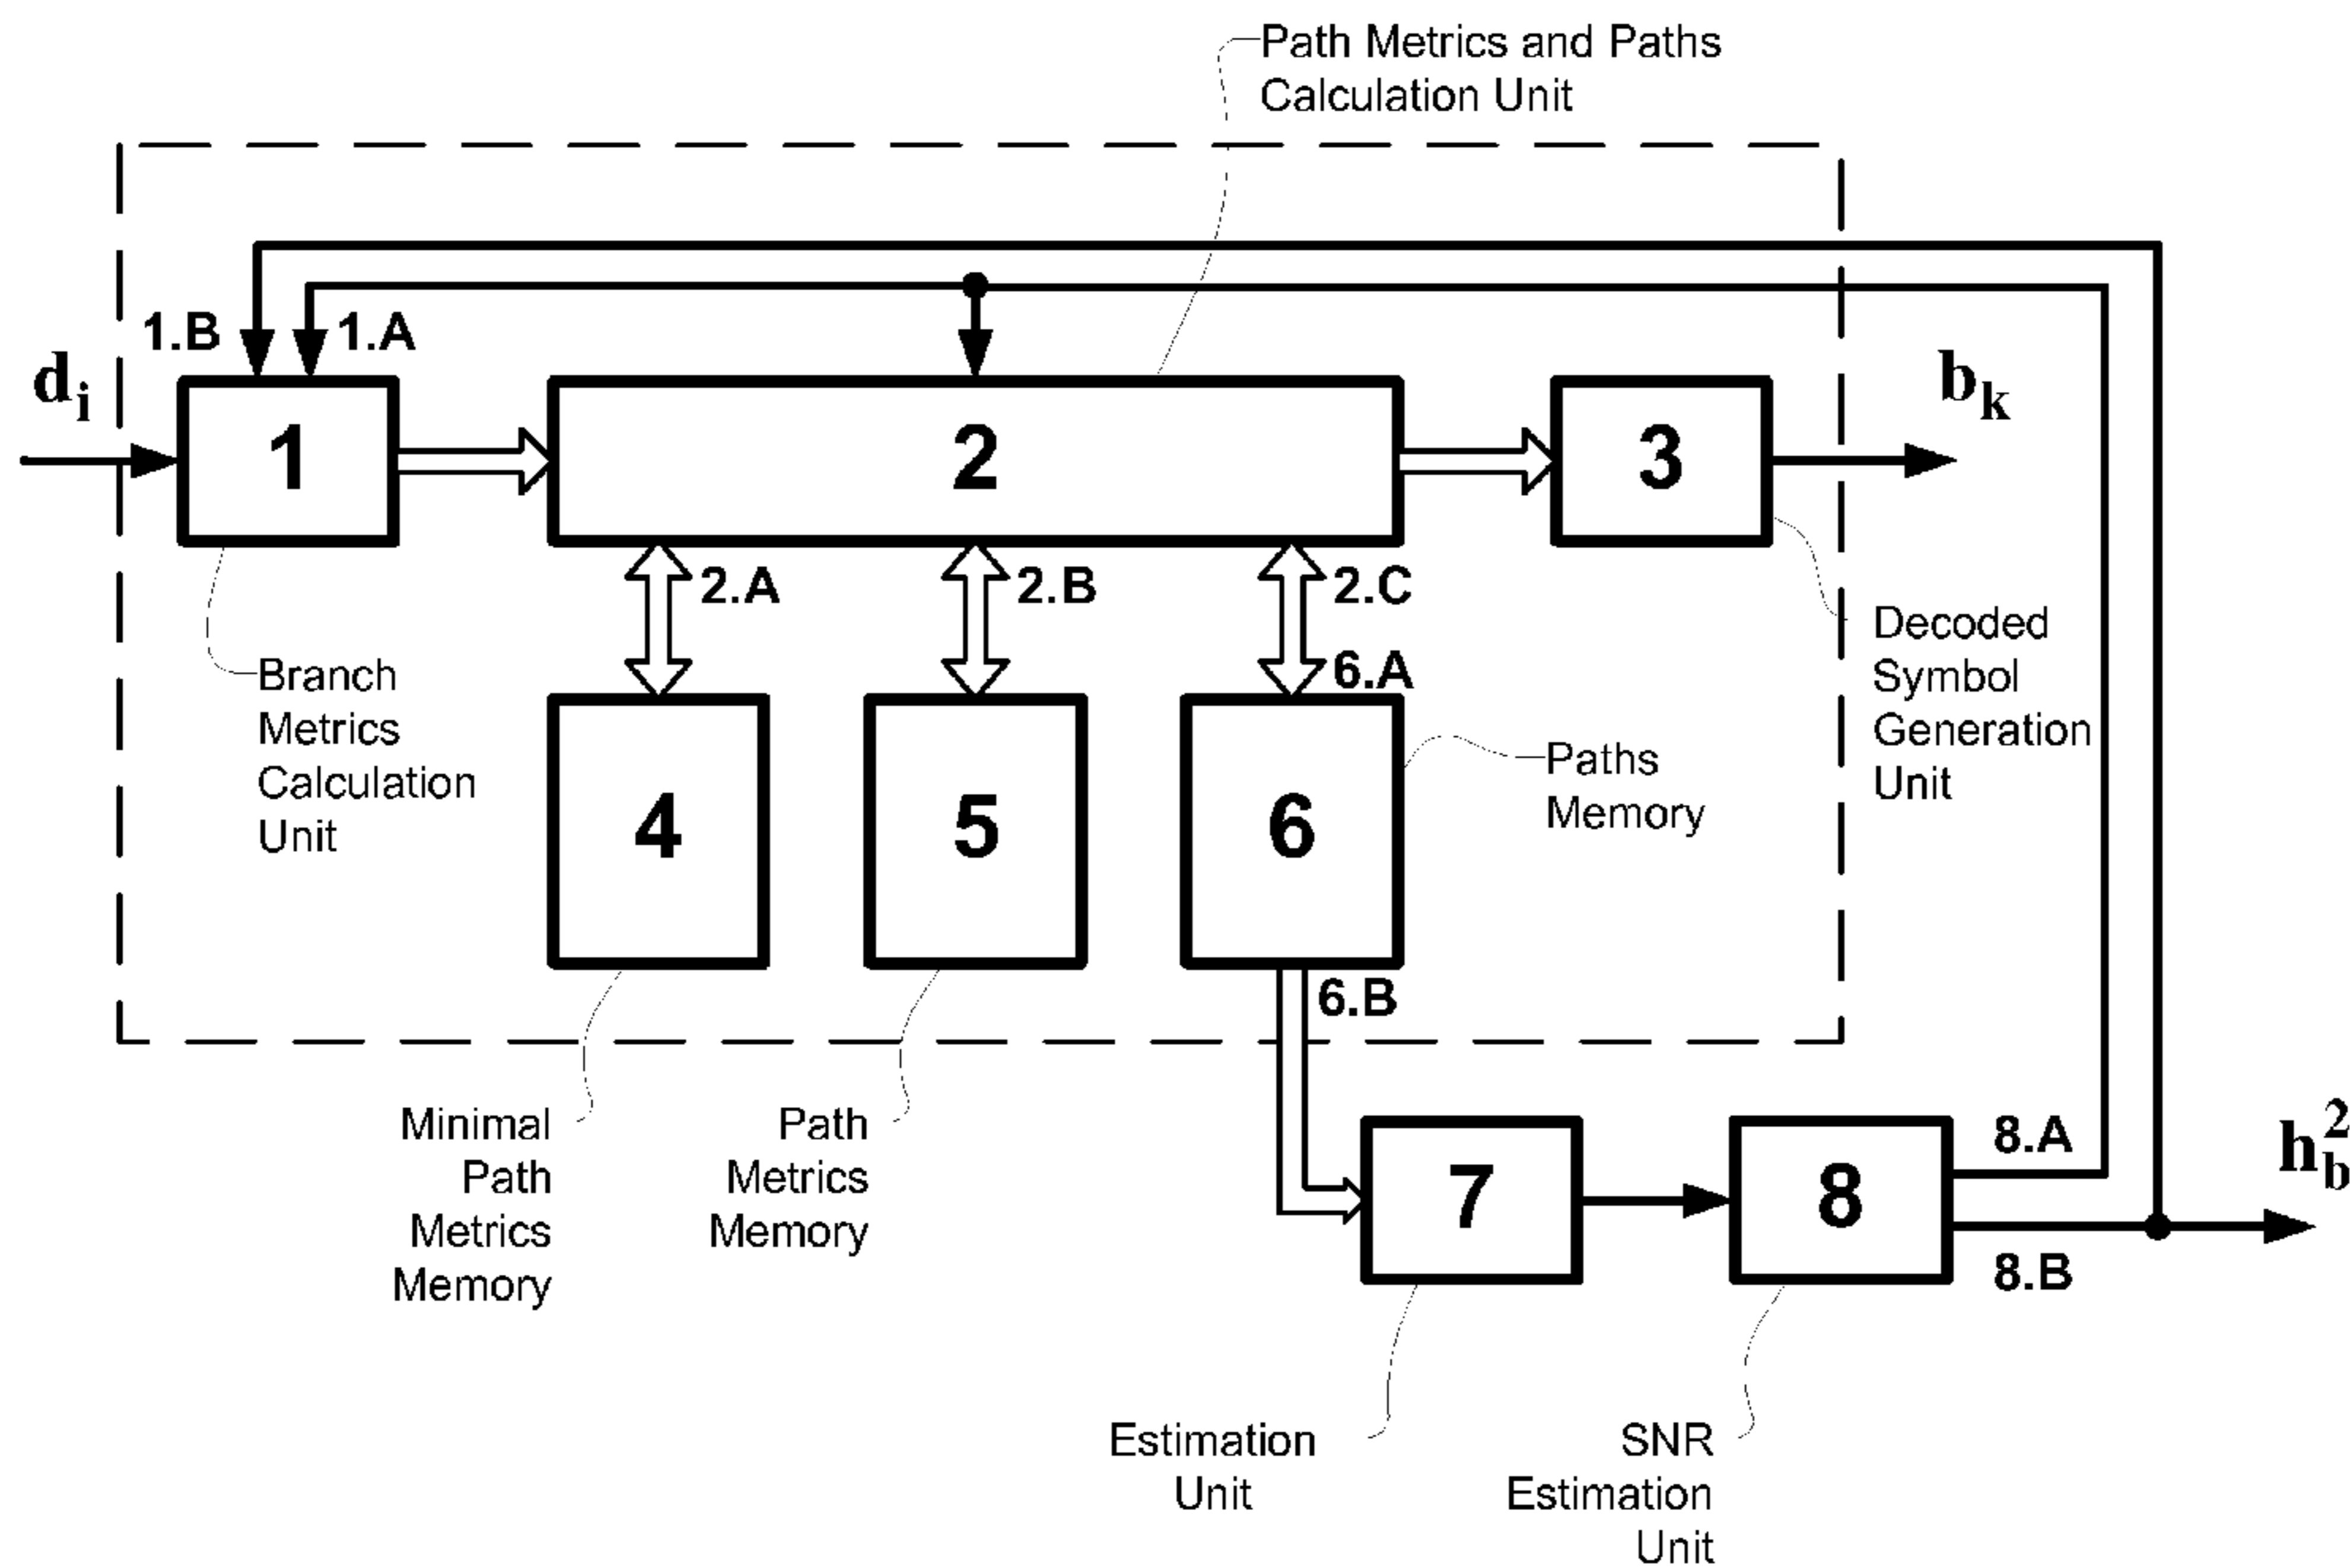 Path Metrics and Paths
Calculation Unit
1.B
1.A
d_i
b_k
1
2
3
2.A
2.B
2.C
6.A
Branch
Metrics
Calculation
Unit
Decoded
Symbol
Generation
Unit
4
5
6
Paths
Memory
6.B
Minimal
Path
Metrics
Memory
Path
Metrics
Memory
7
8
8.A
8.B
h_b^2
Estimation
Unit
SNR
Estimation
Unit